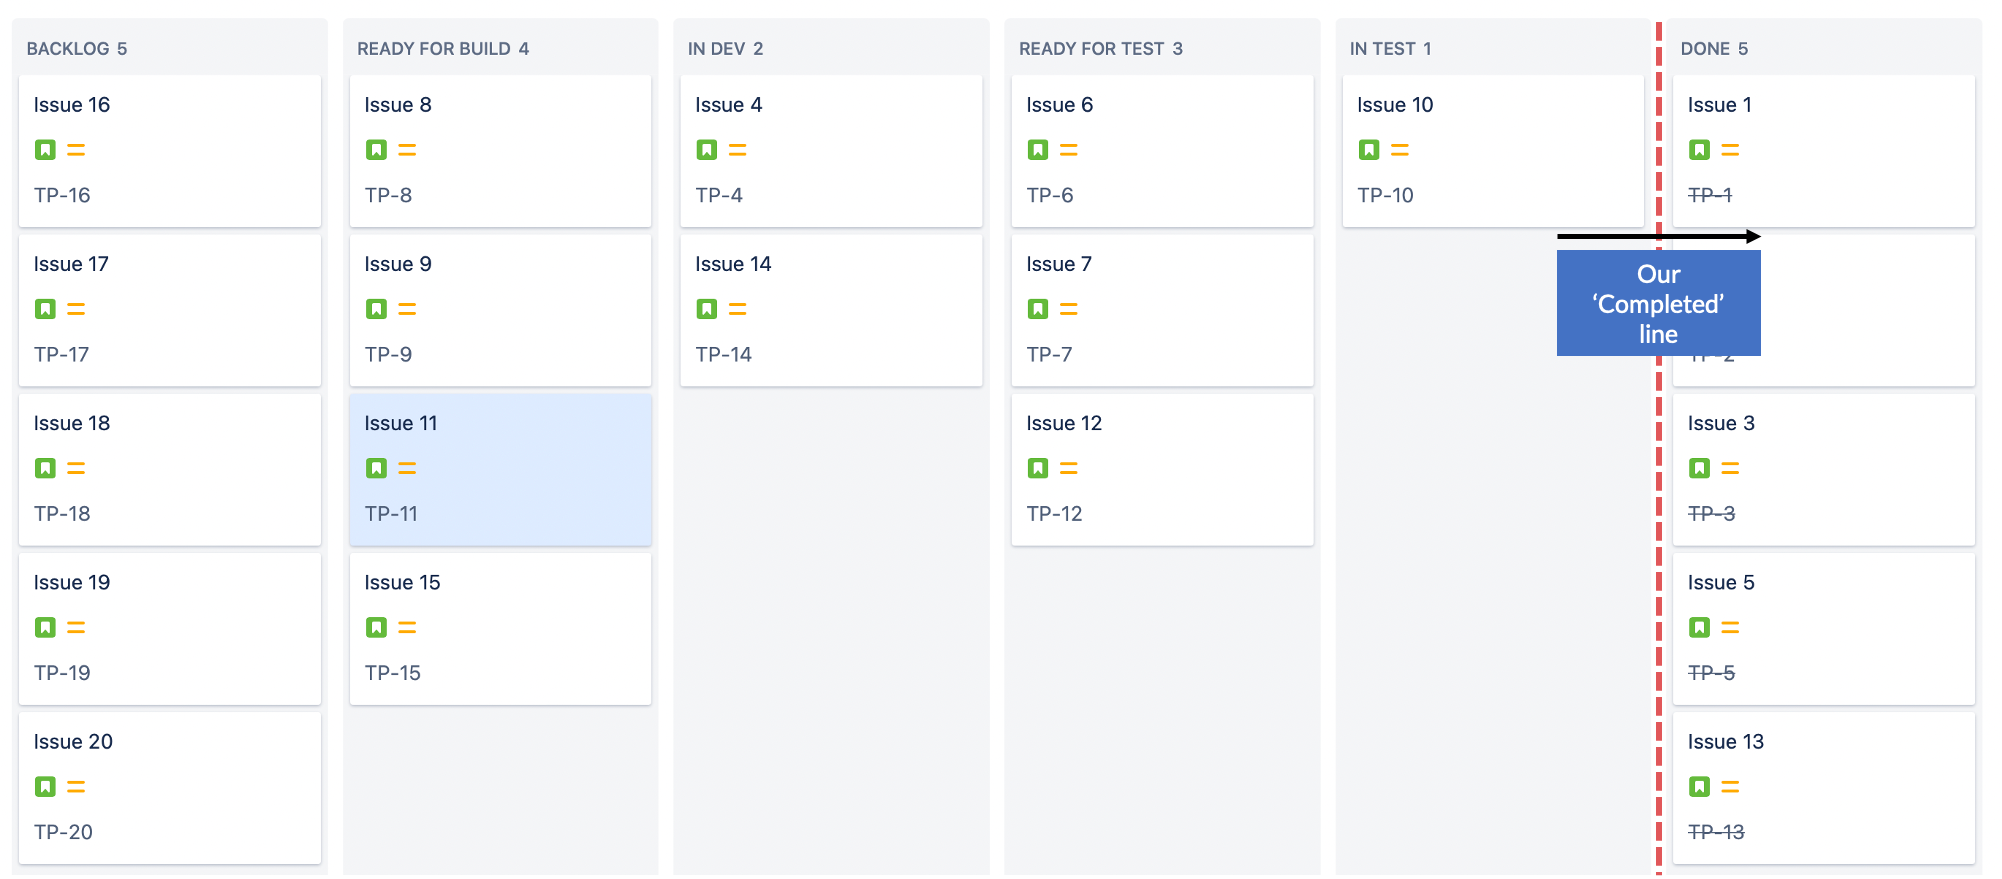 BACKLOG 5
Issue 16
TP-16
Issue 17
TP-17
Issue 18
TP-18
Issue 19
TP-19
Issue 20
TP-20
READY FOR BUILD 4
Issue 8
TP-8
Issue 9
TP-9
Issue 11
TP-11
Issue 15
TP-15
IN DEV 2
Issue 4
TP-4
Issue 14
TP-14
READY FOR TEST 3
Issue 6
TP-6
Issue 7
TP-7
Issue 12
TP-12
IN TEST 1
Issue 10
TP-10
Our
‘Completed’
line
DONE 5
Issue 1
TP-1
TP-2
Issue 3
TP-3
Issue 5
TP-5
Issue 13
TP-13